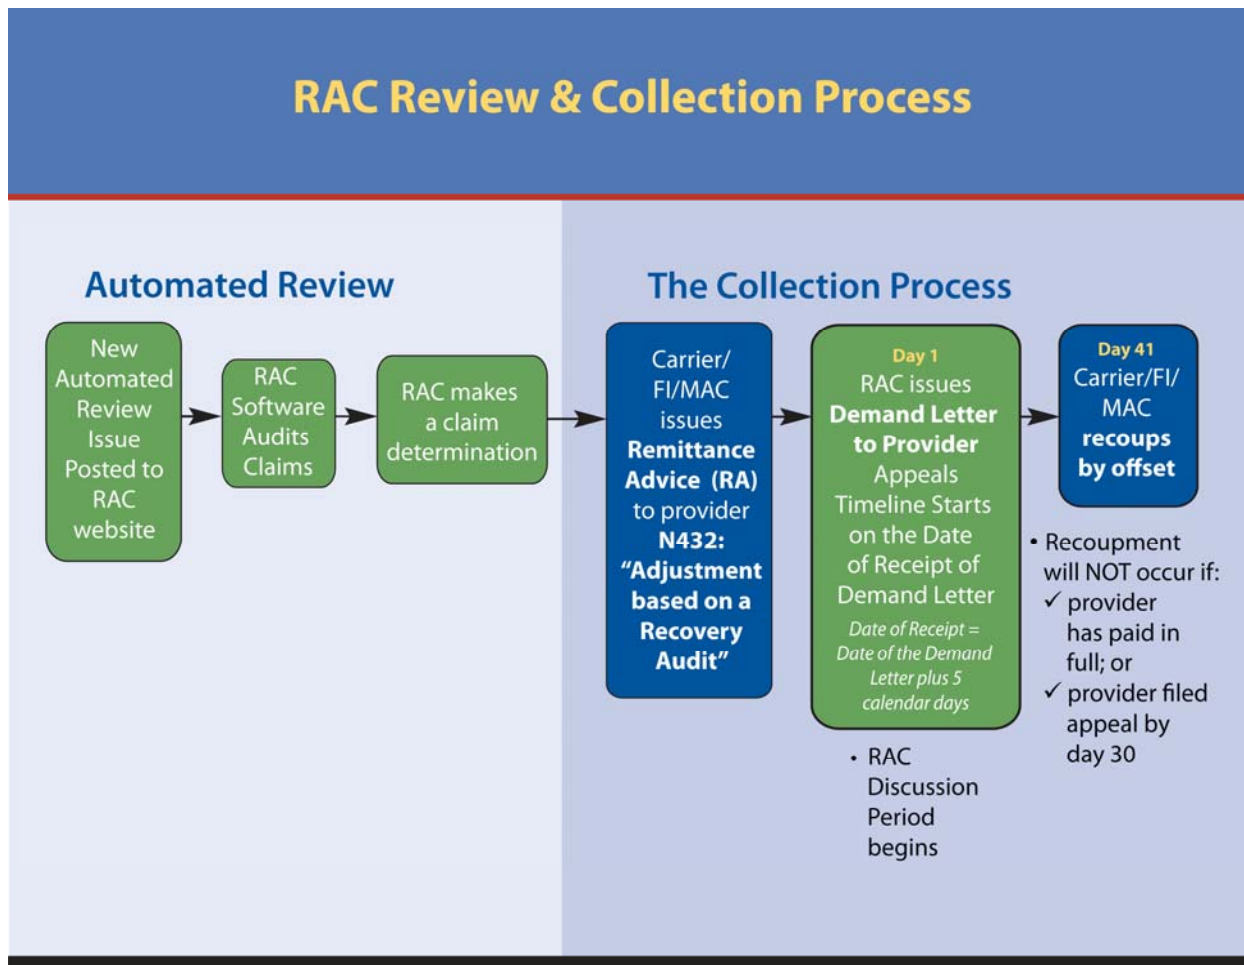 RAC Review & Collection Process
Automated Review
New
Automated
Review
Issue
Posted to
RAC
website
RAC
Software
Audits
Claims
RAC makes
a claim
determination
The Collection Process
Carrier/
FI/MAC
issues
Remittance
Advice (RA)
to provider
N432:
“Adjustment
based on a
Recovery
Audit”
Day 1
RAC issues
Demand Letter
to Provider
Appeals
Timeline Starts
on the Date
of Receipt of
Demand Letter
Date of Receipt =
Date of the Demand
Letter plus 5
calendar days
• RAC
Discussion
Period
begins
Day 41
Carrier/FI/
MAC
recoups
by offset
• Recoupment
will NOT occur if:
✓ provider
has paid in
full; or
✓ provider filed
appeal by
day 30